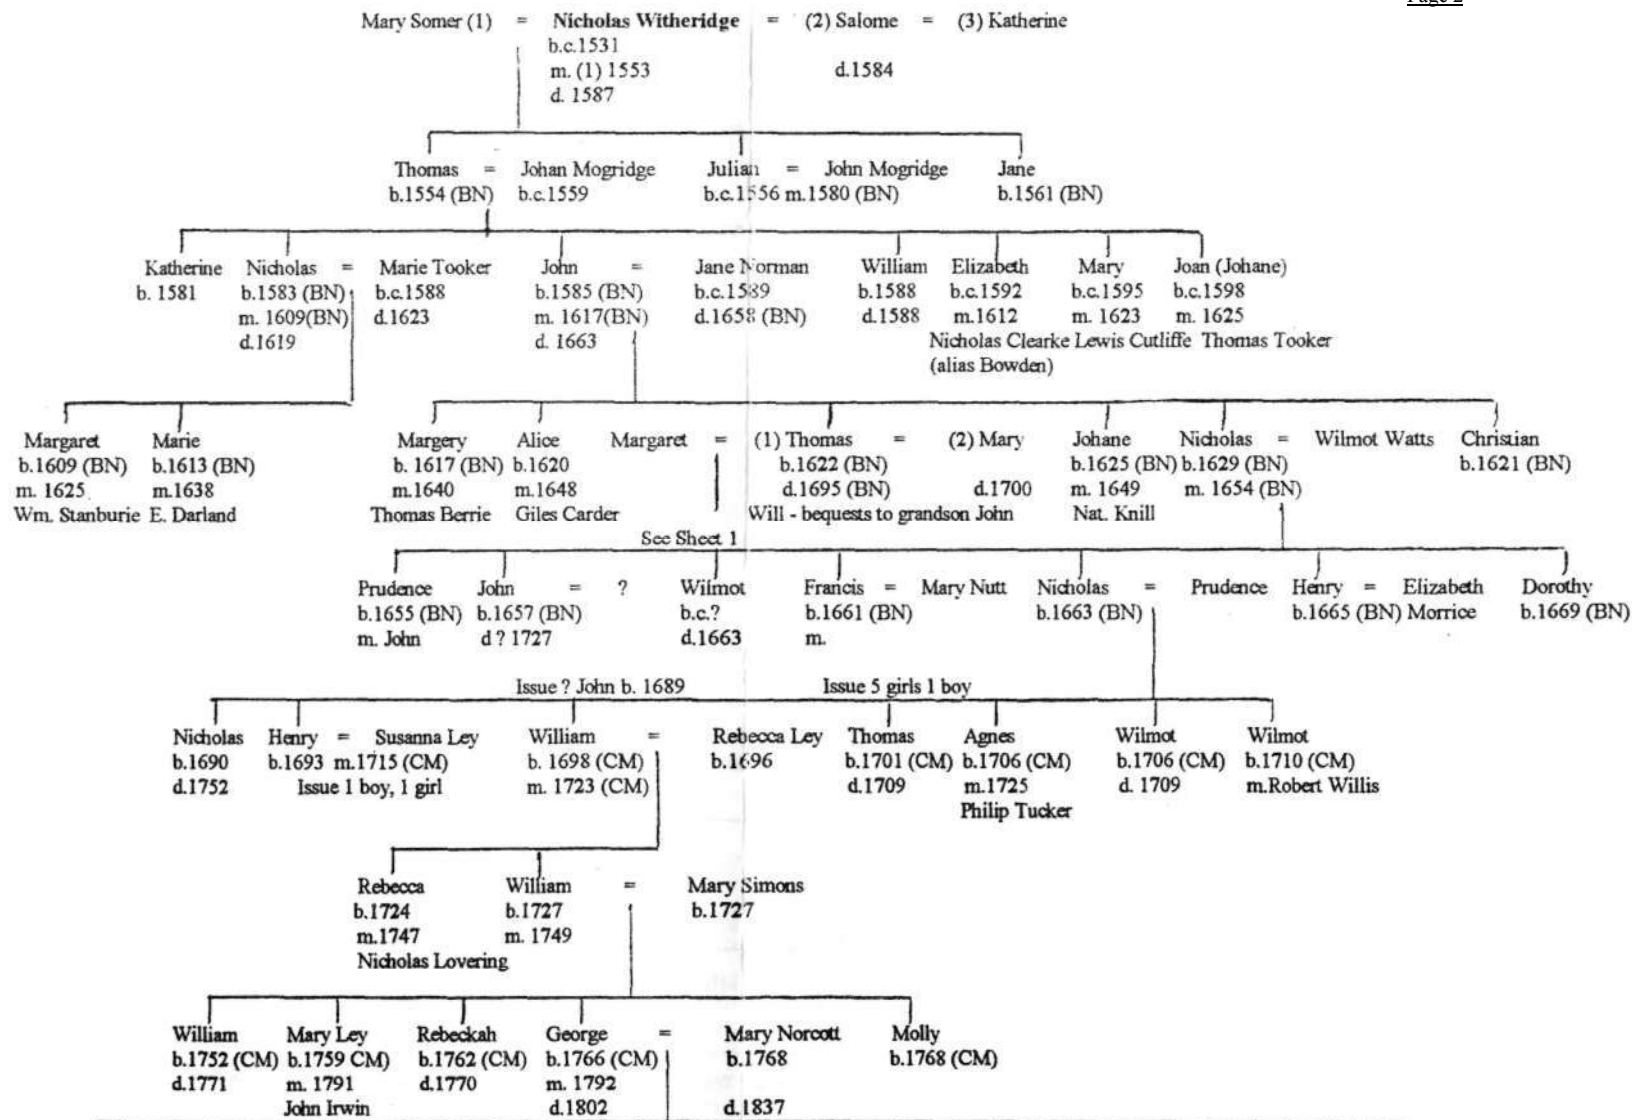 Page 2
Mary Somer (1) = Nicholas Witheridge = (2) Salome = (3) Katherine
b.c.1531
m. (1) 1553 d.1584
d. 1587
Thomas = Johan Mogridge Julian = John Mogridge Jane
b.1554 (BN) b.c.1559 b.c.1556 m.1580 (BN) b.1561 (BN)
Katherine Nicholas = Marie Tooker John = Jane Norman William Elizabeth Mary Joan (Johane)
b. 1581 b.1583 (BN) b.c.1588 b.1585 (BN) b.c.1589 b.1588 b.c.1592 b.c.1595 b.c.1598
m. 1609(BN) d.1623 m. 1617(BN) d.1658 (BN) d.1588 m.1612 m. 1623 m. 1625
d.1619 d. 1663 Nicholas Clearke Lewis Cutliffe Thomas Tooker
(alias Bowden)
Margaret Marie Margery Alice Margaret = (1) Thomas = (2) Mary Johane Nicholas = Wilmot Watts Christian
b.1609 (BN) b.1613 (BN) b. 1617 (BN) b.1620 b.1622 (BN) b.1625 (BN) b.1629 (BN) b.1621 (BN)
m. 1625 m.1638 m.1640 m.1648 d.1695 (BN) d.1700 m. 1649 m. 1654 (BN)
Wm. Stanburie E. Darland Thomas Berrie Giles Carder Will - bequests to grandson John Nat. Knill
See Sheet 1
Prudence John = ? Wilmot Francis = Mary Nutt Nicholas = Prudence Henry = Elizabeth Dorothy
b.1655 (BN) b.1657 (BN) b.c.? b.1661 (BN) b.1663 (BN) b.1665 (BN) Morrice b.1669 (BN)
m. John d ? 1727 d.1663 m.
Issue ? John b. 1689 Issue 5 girls 1 boy
Nicholas Henry = Susanna Ley William = Rebecca Ley Thomas Agnes Wilmot Wilmot
b.1690 b.1693 m.1715 (CM) b. 1698 (CM) b.1696 b.1701 (CM) b.1706 (CM) b.1706 (CM) b.1710 (CM)
d.1752 Issue 1 boy, 1 girl m. 1723 (CM) d.1709 m.1725 d. 1709 m.Robert Willis
Philip Tucker
Rebecca William = Mary Simons
b.1724 b.1727 b.1727
m.1747 m. 1749
Nicholas Lovering
William Mary Ley Rebeckah George = Mary Norcott Molly
b.1752 (CM) b.1759 CM) b.1762 (CM) b.1766 (CM) b.1768 b.1768 (CM)
d.1771 m. 1791 d.1770 m. 1792
John Irwin d.1802 d.1837